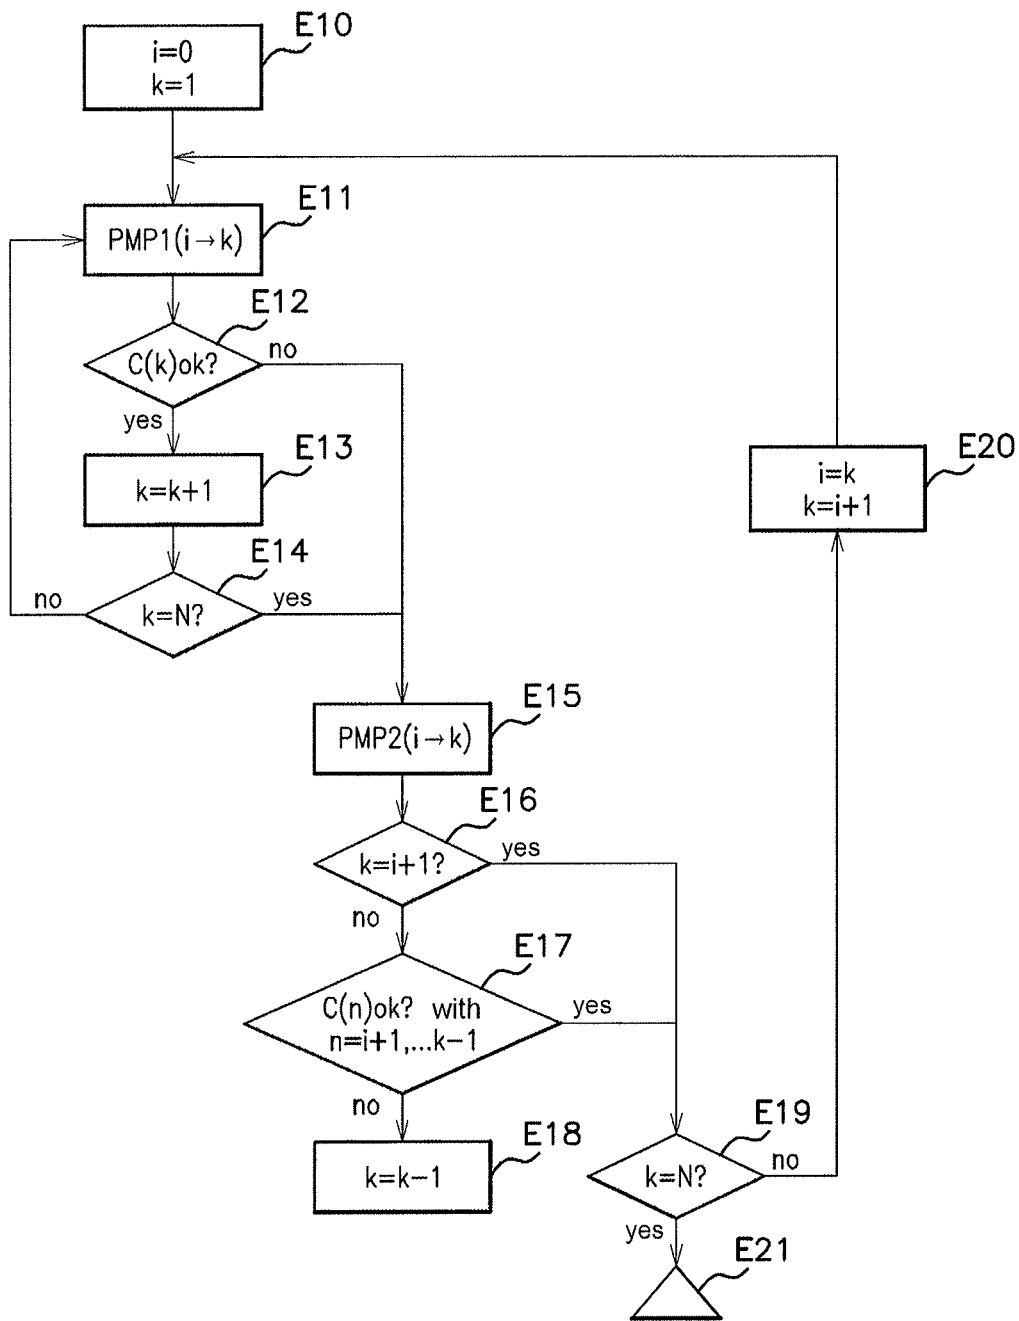 E10
i=0
k=1
E11
PMP1(i→k)
E12
C(k)ok?
no
yes
E13
k=k+1
E14
k=N?
no
yes
E20
i=k
k=i+1
E15
PMP2(i→k)
E16
k=i+1?
yes
no
E17
C(n)ok? with
n=i+1,...k-1
yes
no
E18
k=k-1
E19
k=N?
no
yes
E21